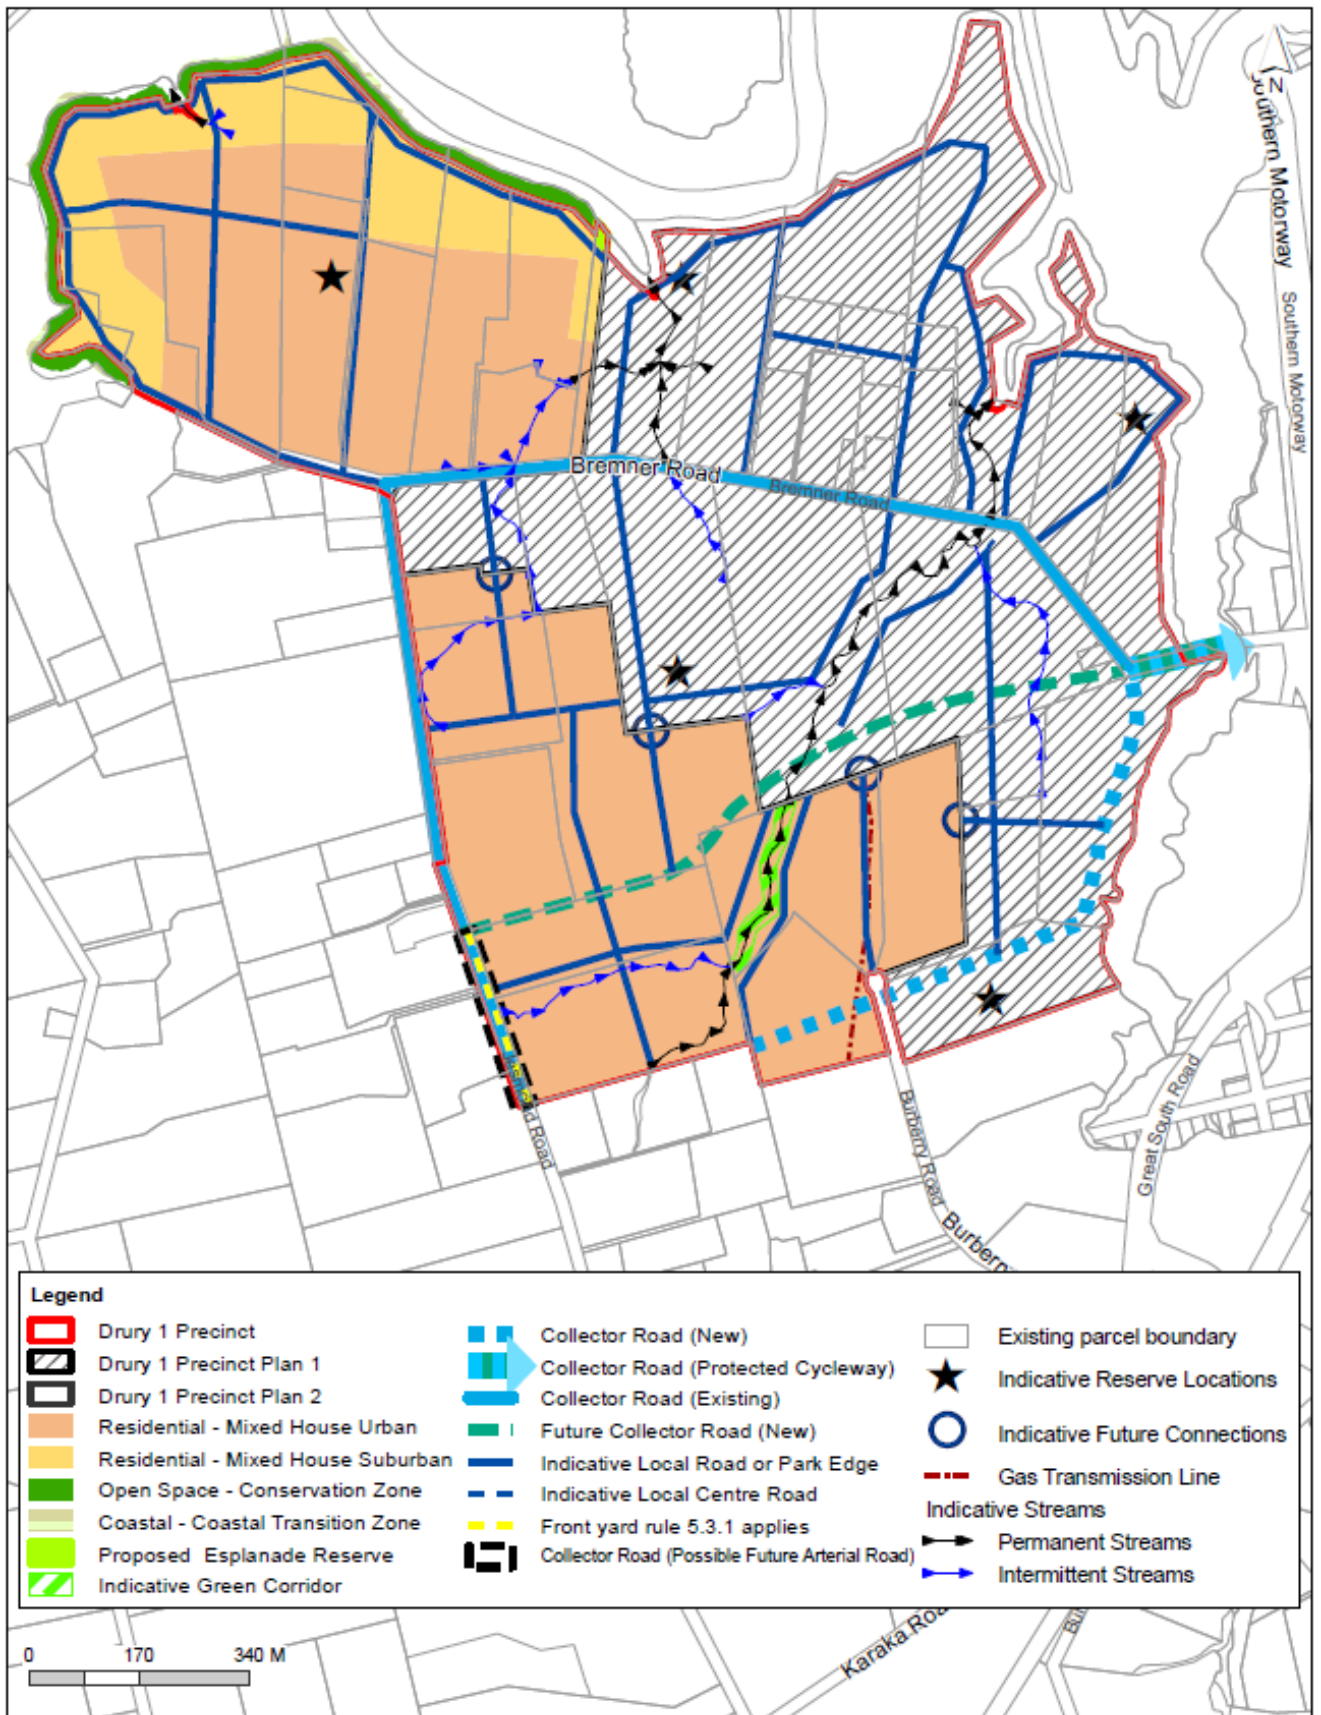 N
Southern Motorway
Southern Motorway
Bremner Road
Bremner Road
d Road
Burberry Road
Great South Road
Burberry
Legend
Drury 1 Precinct
Drury 1 Precinct Plan 1
Drury 1 Precinct Plan 2
Residential - Mixed House Urban
Residential - Mixed House Suburban
Open Space - Conservation Zone
Coastal - Coastal Transition Zone
Proposed Esplanade Reserve
Indicative Green Corridor
Collector Road (New)
Collector Road (Protected Cycleway)
Collector Road (Existing)
Future Collector Road (New)
Indicative Local Road or Park Edge
Indicative Local Centre Road
Front yard rule 5.3.1 applies
Collector Road (Possible Future Arterial Road)
Existing parcel boundary
Indicative Reserve Locations
Indicative Future Connections
Gas Transmission Line
Indicative Streams
Permanent Streams
Intermittent Streams
0 170 340 M
Karaka Roa
Bu